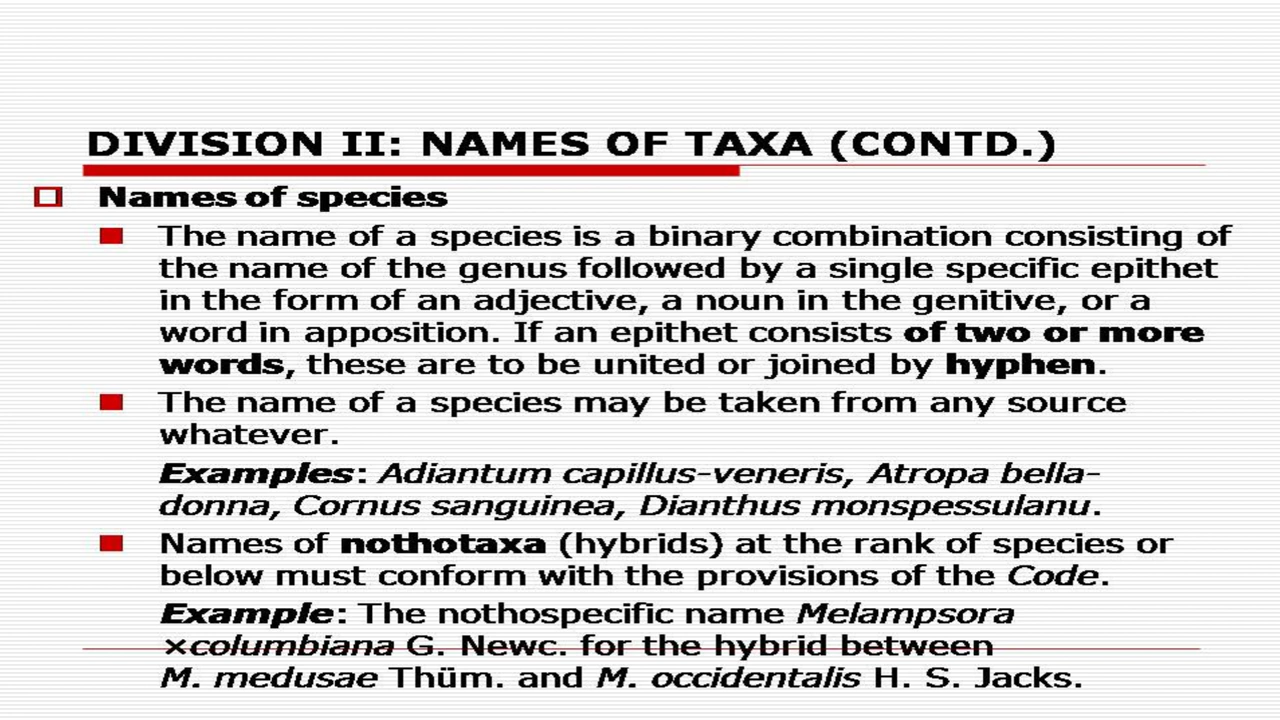 DIVISION II: NAMES OF TAXA (CONTD.)
Names of species
The name of a species is a binary combination consisting of
the name of the genus followed by a single specific epithet
in the form of an adjective, a noun in the genitive, or a
word in apposition. If an epithet consists of two or more
words, these are to be united or joined by hyphen.
The name of a species may be taken from any source
whatever.
Examples: Adiantum capillus-veneris, Atropa bella-
donna, Cornus sanguinea, Dianthus monspessulanu.
Names of nothotaxa (hybrids) at the rank of species or
below must conform with the provisions of the Code.
Example: The nothospecific name Melampsora
×columbiana G. Newc. for the hybrid between
M. medusae Thüm. and M. occidentalis H. S. Jacks.